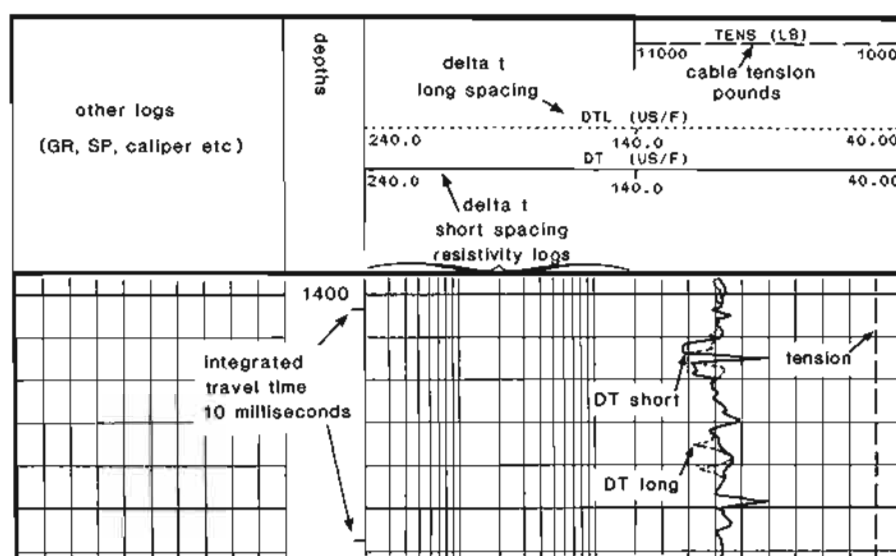 other logs
(GR, SP, caliper etc)
depths
delta t
long spacing
TENS (LB)
11000 1000
cable tension
pounds
DTL (US/F)
240.0 140.0 40.00
DT (US/F)
240.0 140.0 40.00
delta t
short spacing
resistivity logs
1400
integrated
travel time
10 milliseconds
DT short
tension
DT long